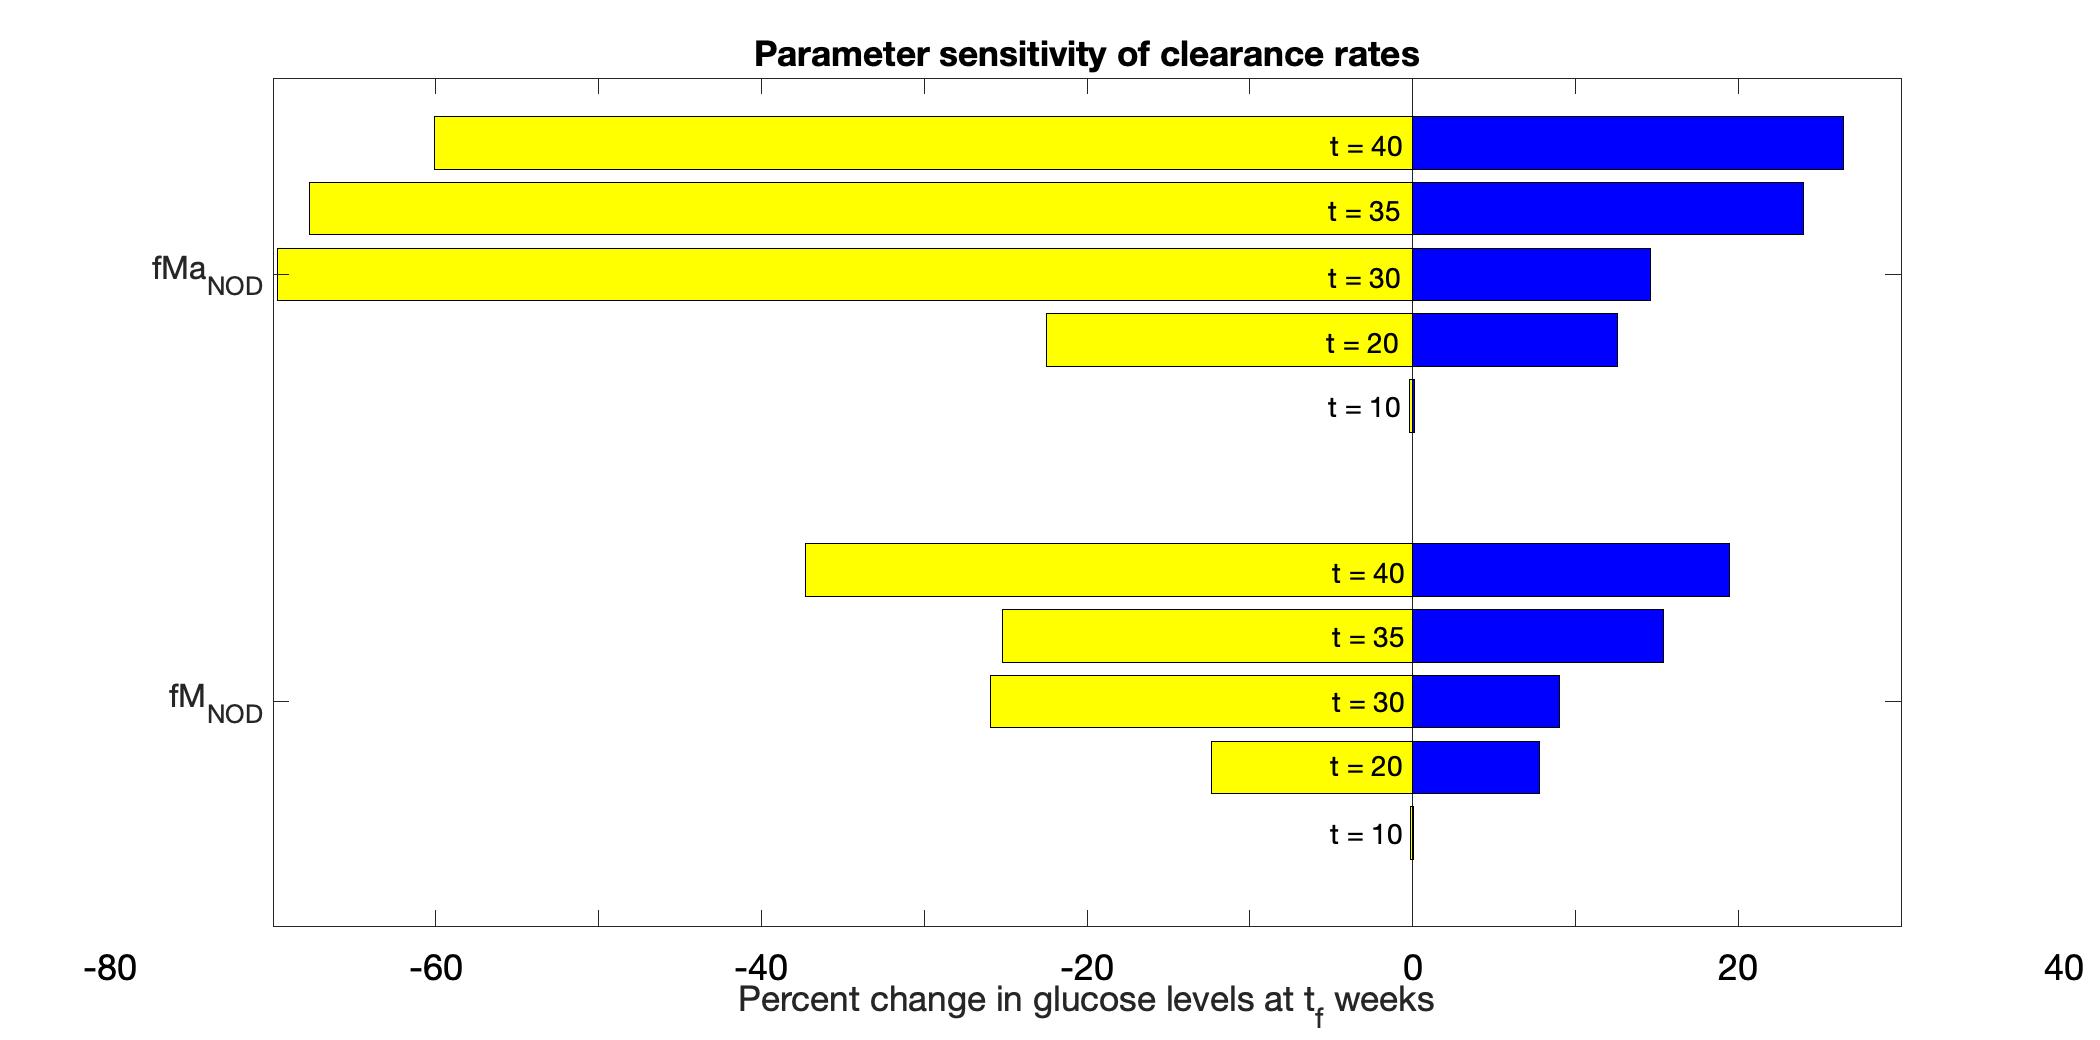 Parameter sensitivity of clearance rates
t = 40
t = 35
fMa_NOD
t = 30
t = 20
t = 10
t = 40
t = 35
fM_NOD
t = 30
t = 20
t = 10
-80 -60 -40 -20 0 20 40
Percent change in glucose levels at t_f weeks